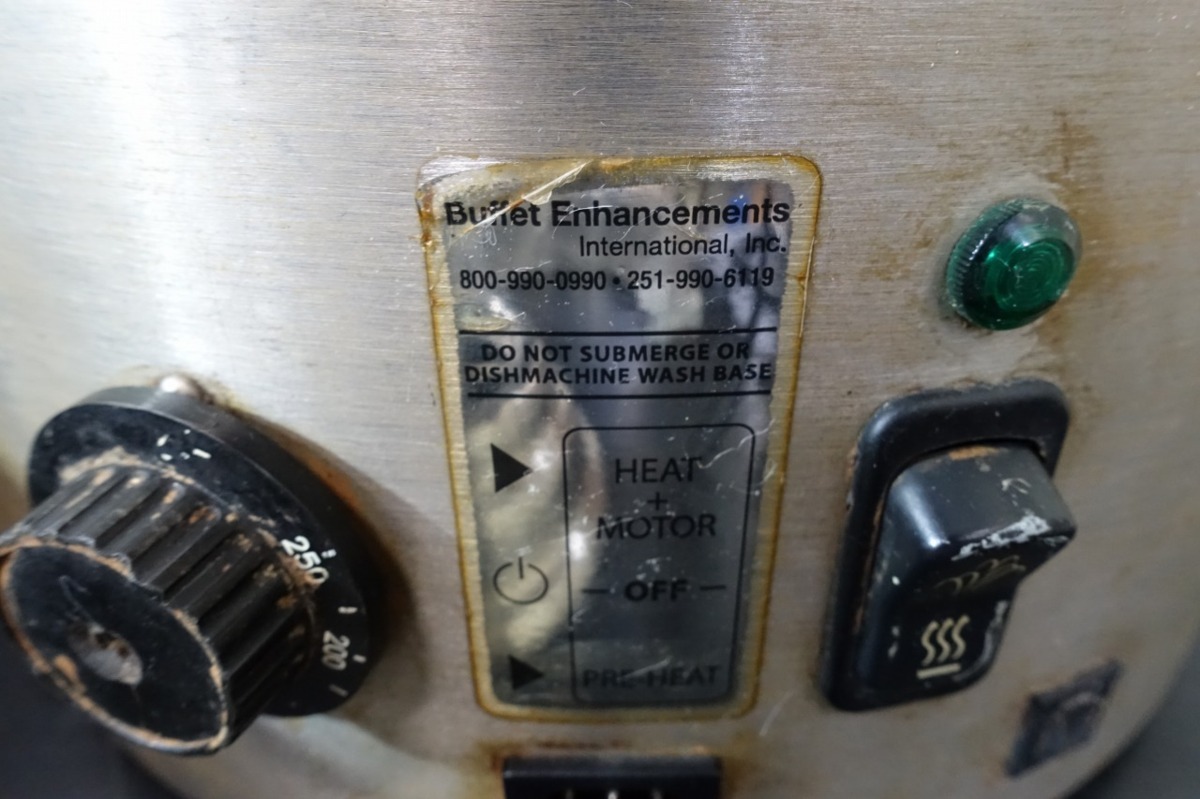 Buffet Enhancements
International, Inc.
800-990-0990 • 251-990-6119
DO NOT SUBMERGE OR
DISHMACHINE WASH BASE
HEAT
+
MOTOR
– OFF –
PRE-HEAT
250
200